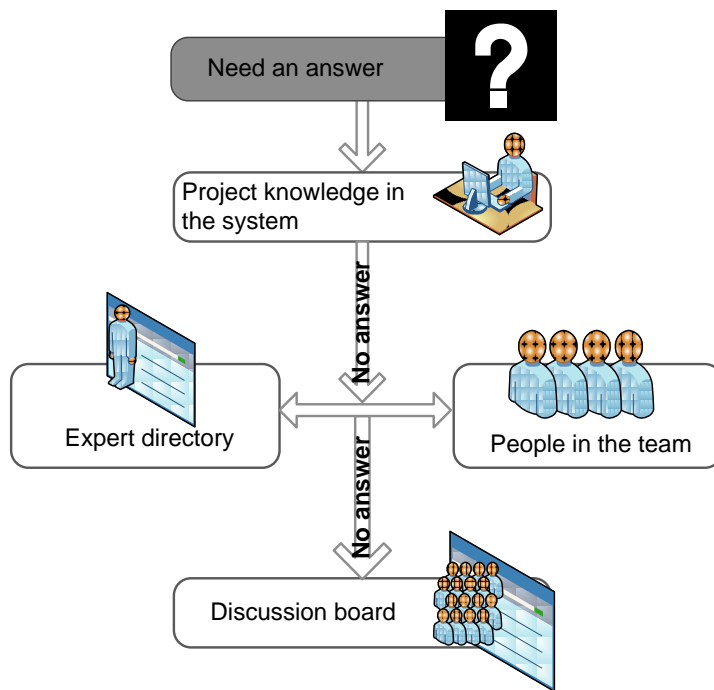 Need an answer
?
Project knowledge in
the system
No answer
Expert directory
People in the team
No answer
Discussion board